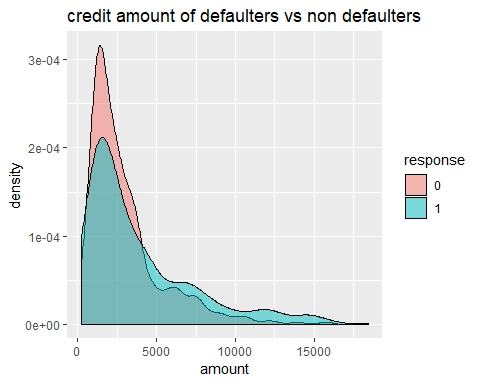 credit amount of defaulters vs non defaulters
3e-04
2e-04
1e-04
0e+00
density
0
5000
10000
15000
amount
response
0
1